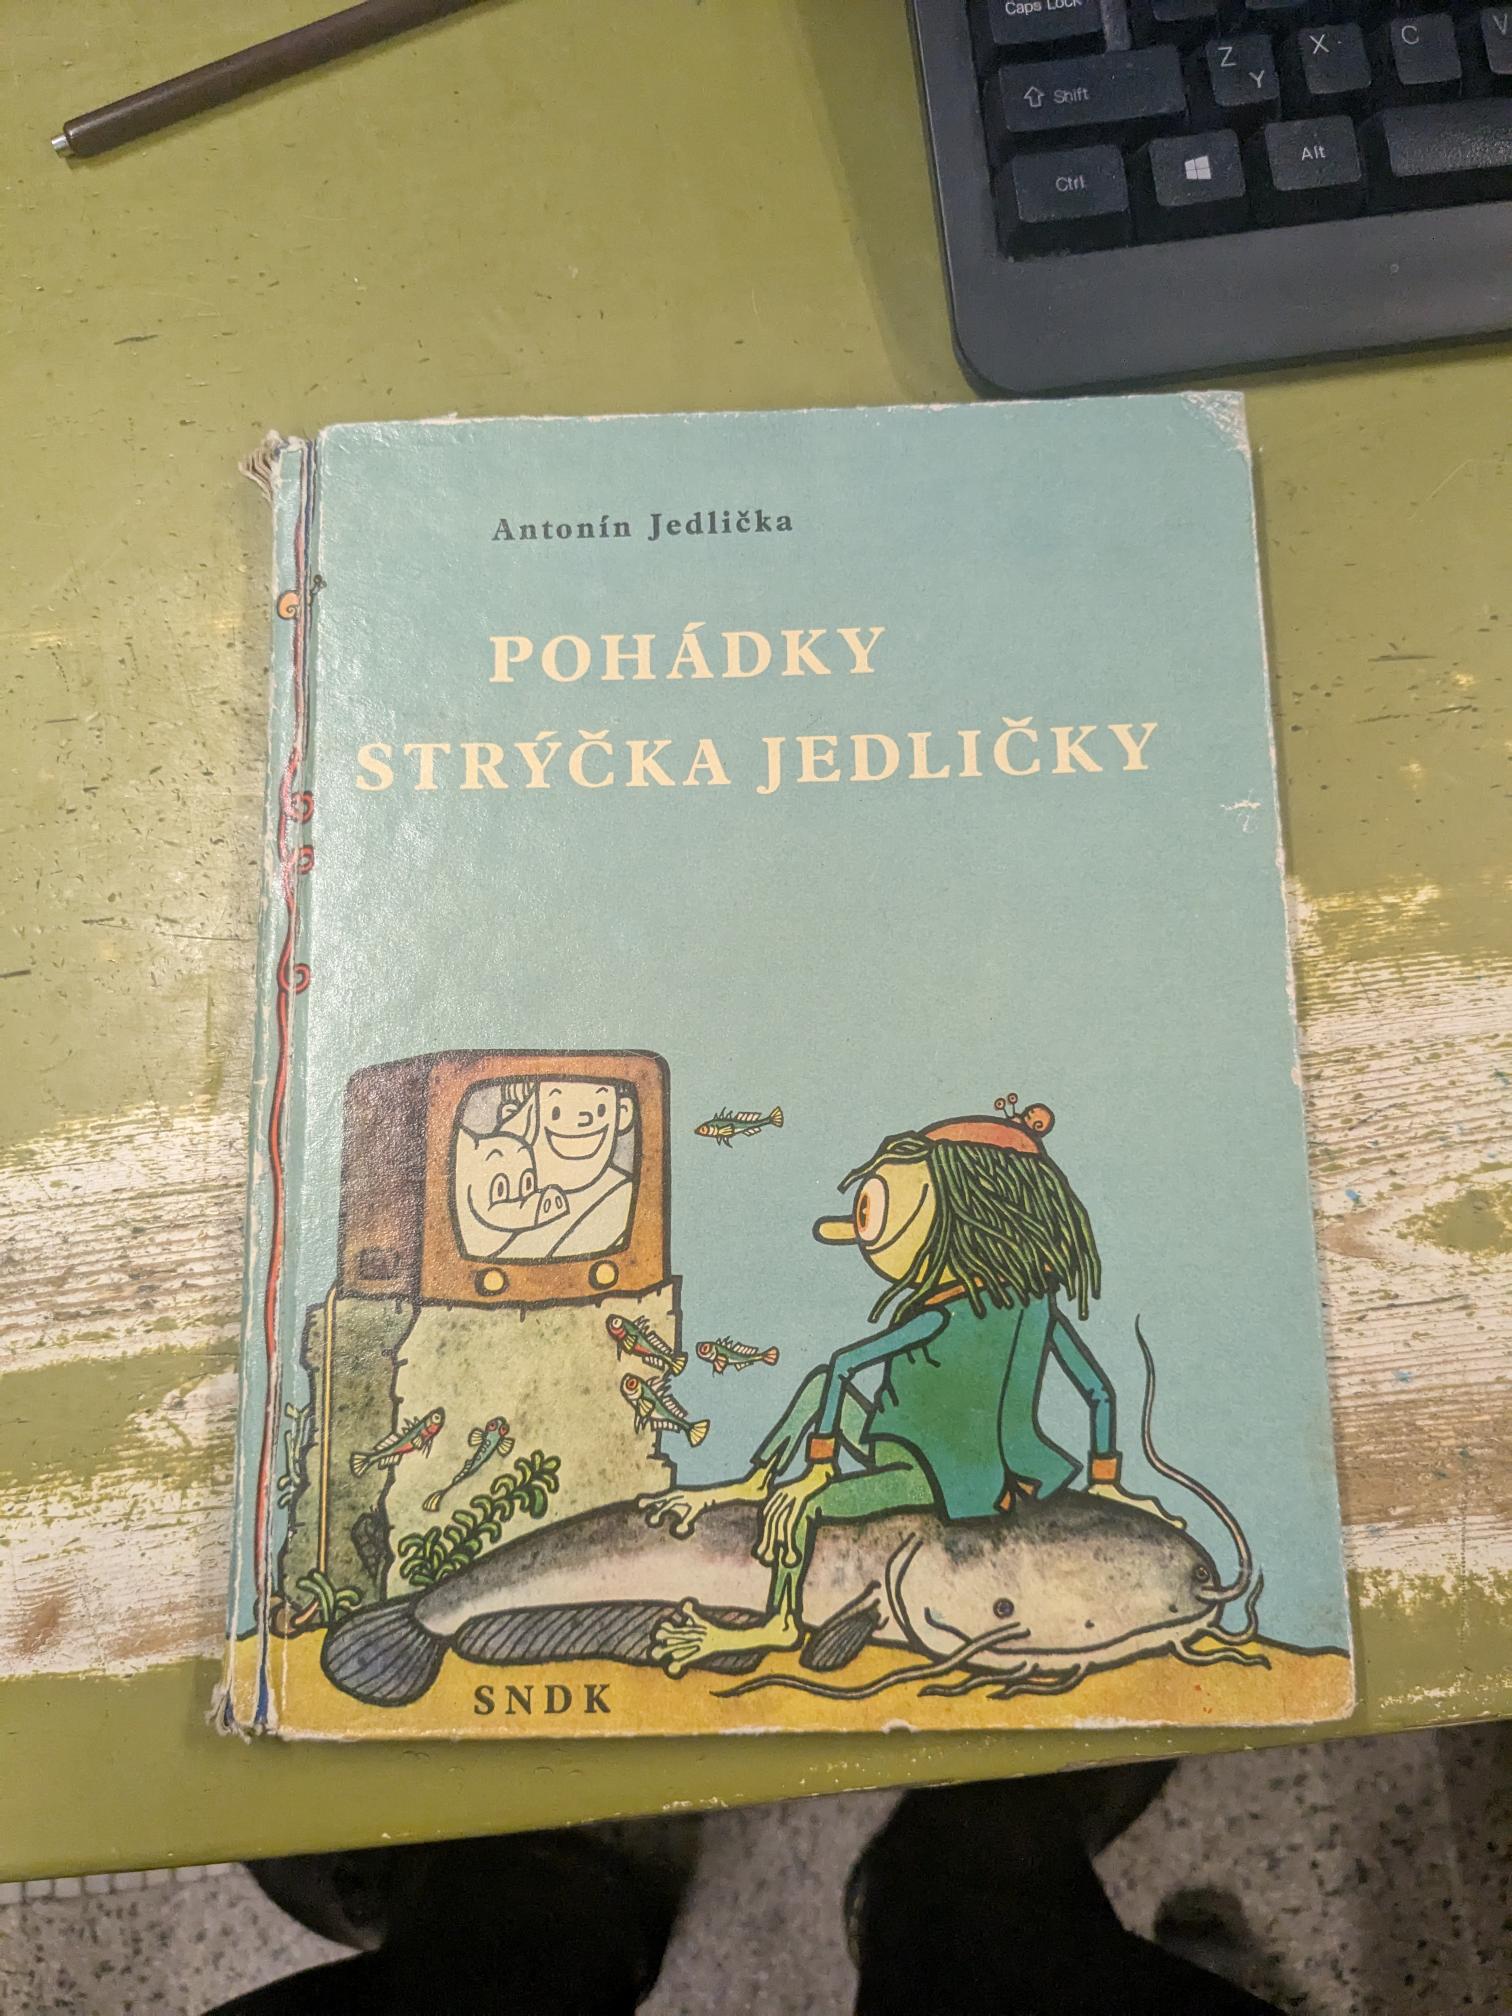 Caps Lock
Z Y
X
C
Shift
Ctrl
Alt
Antonín Jedlička
POHÁDKY
STRÝČKA JEDLIČKY
SNDK